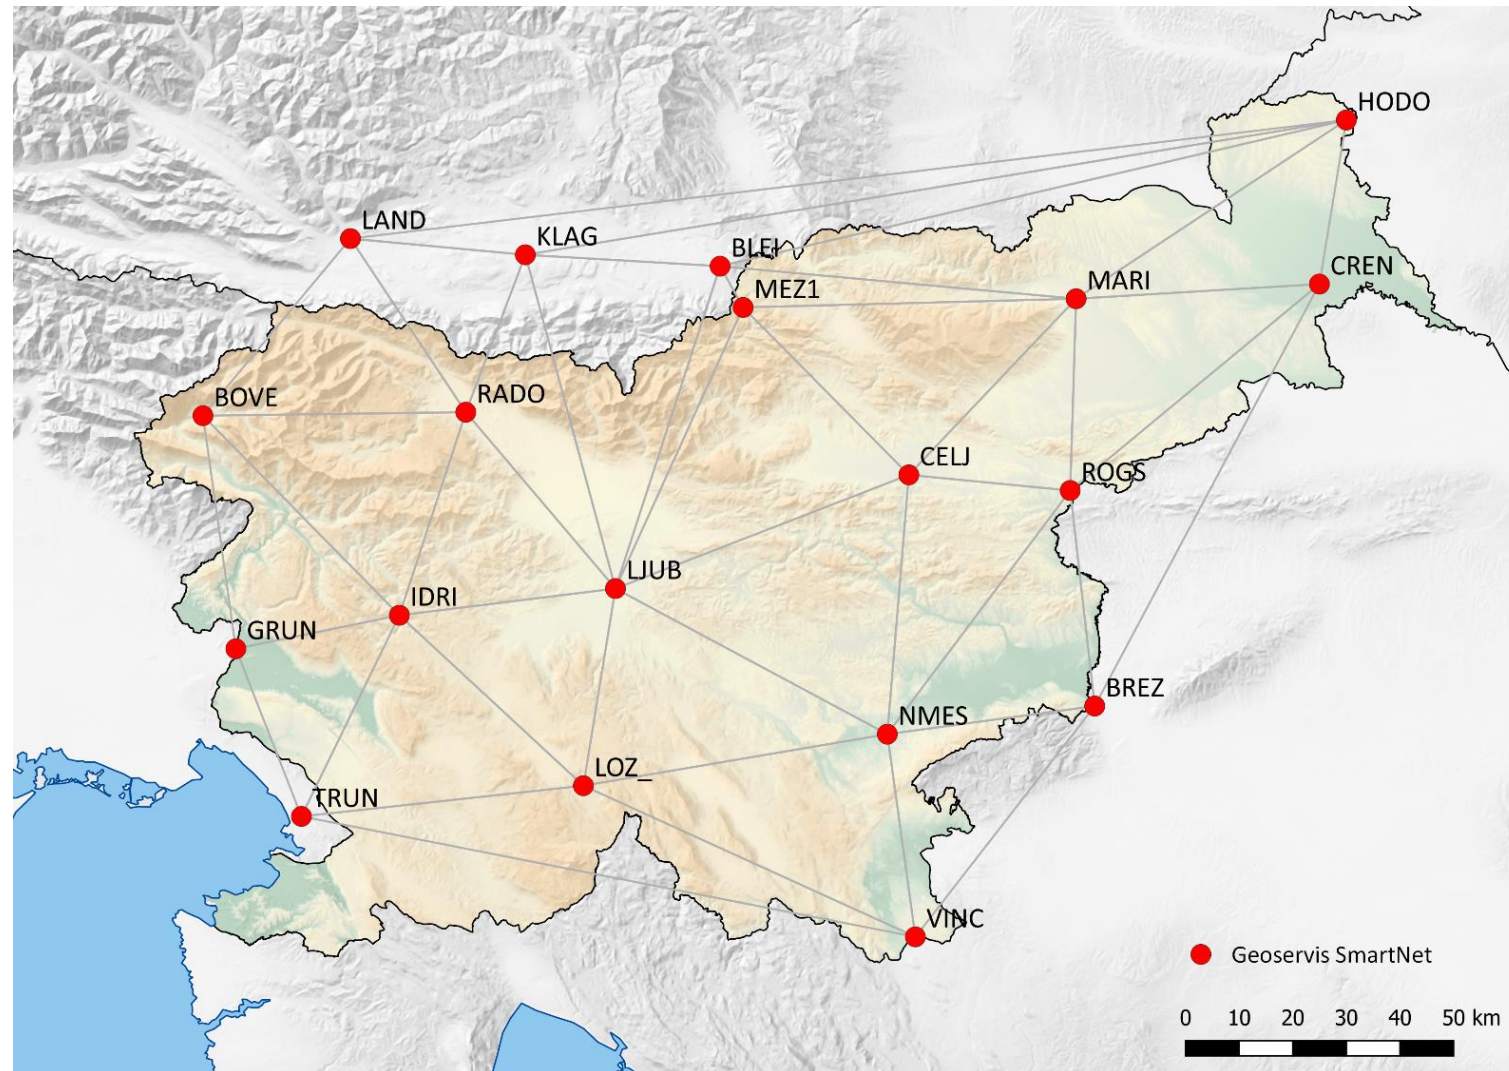 HODO
LAND
KLAG
BLEI
CREN
MARI
MEZ1
BOVE
RADO
CELJ
ROGS
LJUB
IDRI
GRUN
BREZ
NMES
LOZ_
TRUN
VINC
Geoservis SmartNet
0 10 20 30 40 50 km